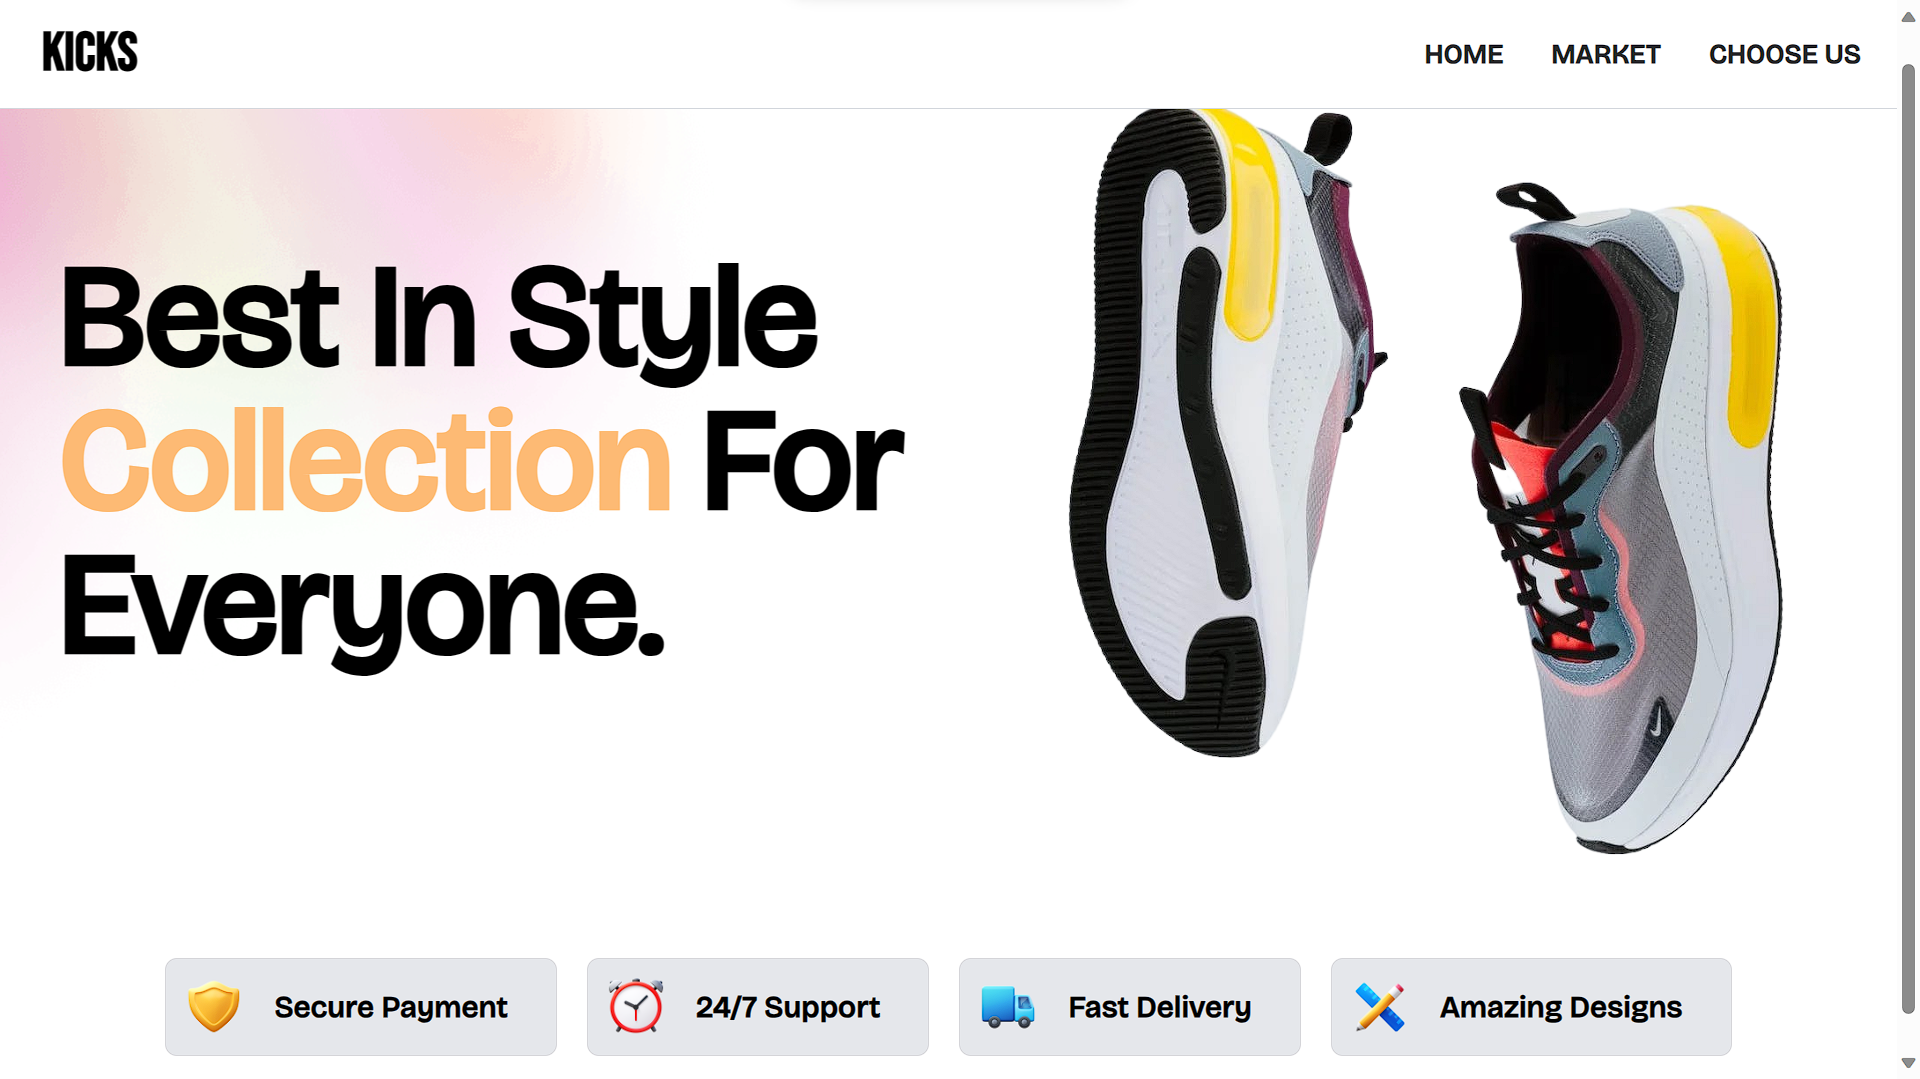 KICKS
HOME MARKET CHOOSE US
Best In Style
Collection For
Everyone.
Secure Payment
24/7 Support
Fast Delivery
Amazing Designs